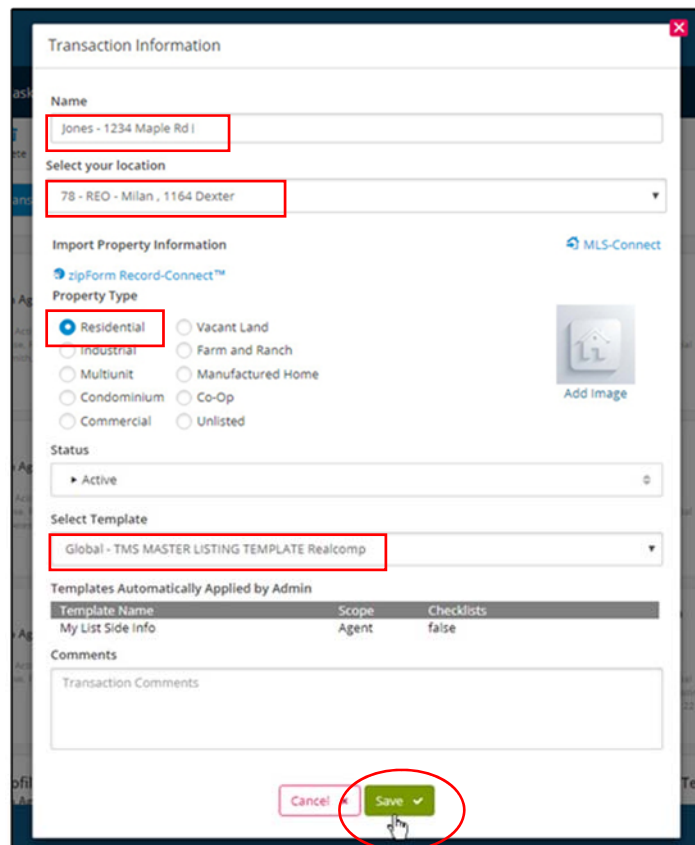 Transaction Information
Name
Jones - 1234 Maple Rd
Select your location
78 - REO - Milan , 1164 Dexter
Import Property Information
MLS-Connect
zipForm Record-Connect™
Property Type
Residential
Vacant Land
Industrial
Farm and Ranch
Multiunit
Manufactured Home
Condominium
Co-Op
Commercial
Unlisted
Add Image
Status
Active
Select Template
Global - TMS MASTER LISTING TEMPLATE Realcomp
Templates Automatically Applied by Admin
Template Name Scope Checklists
My List Side Info Agent false
Comments
Transaction Comments
Cancel
Save